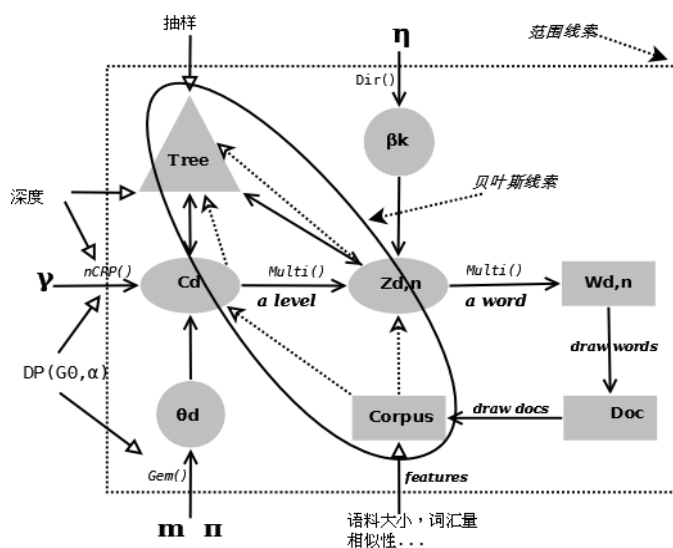 抽样
η
范围线索
Dir()
βk
Tree
贝叶斯线索
深度
nCRP()
γ
Cd
Multi()
a level
Zd,n
Multi()
a word
Wd,n
draw words
DP(G0,α)
θd
Corpus
draw docs
Doc
Gem()
features
m π
语料大小，词汇量
相似性...